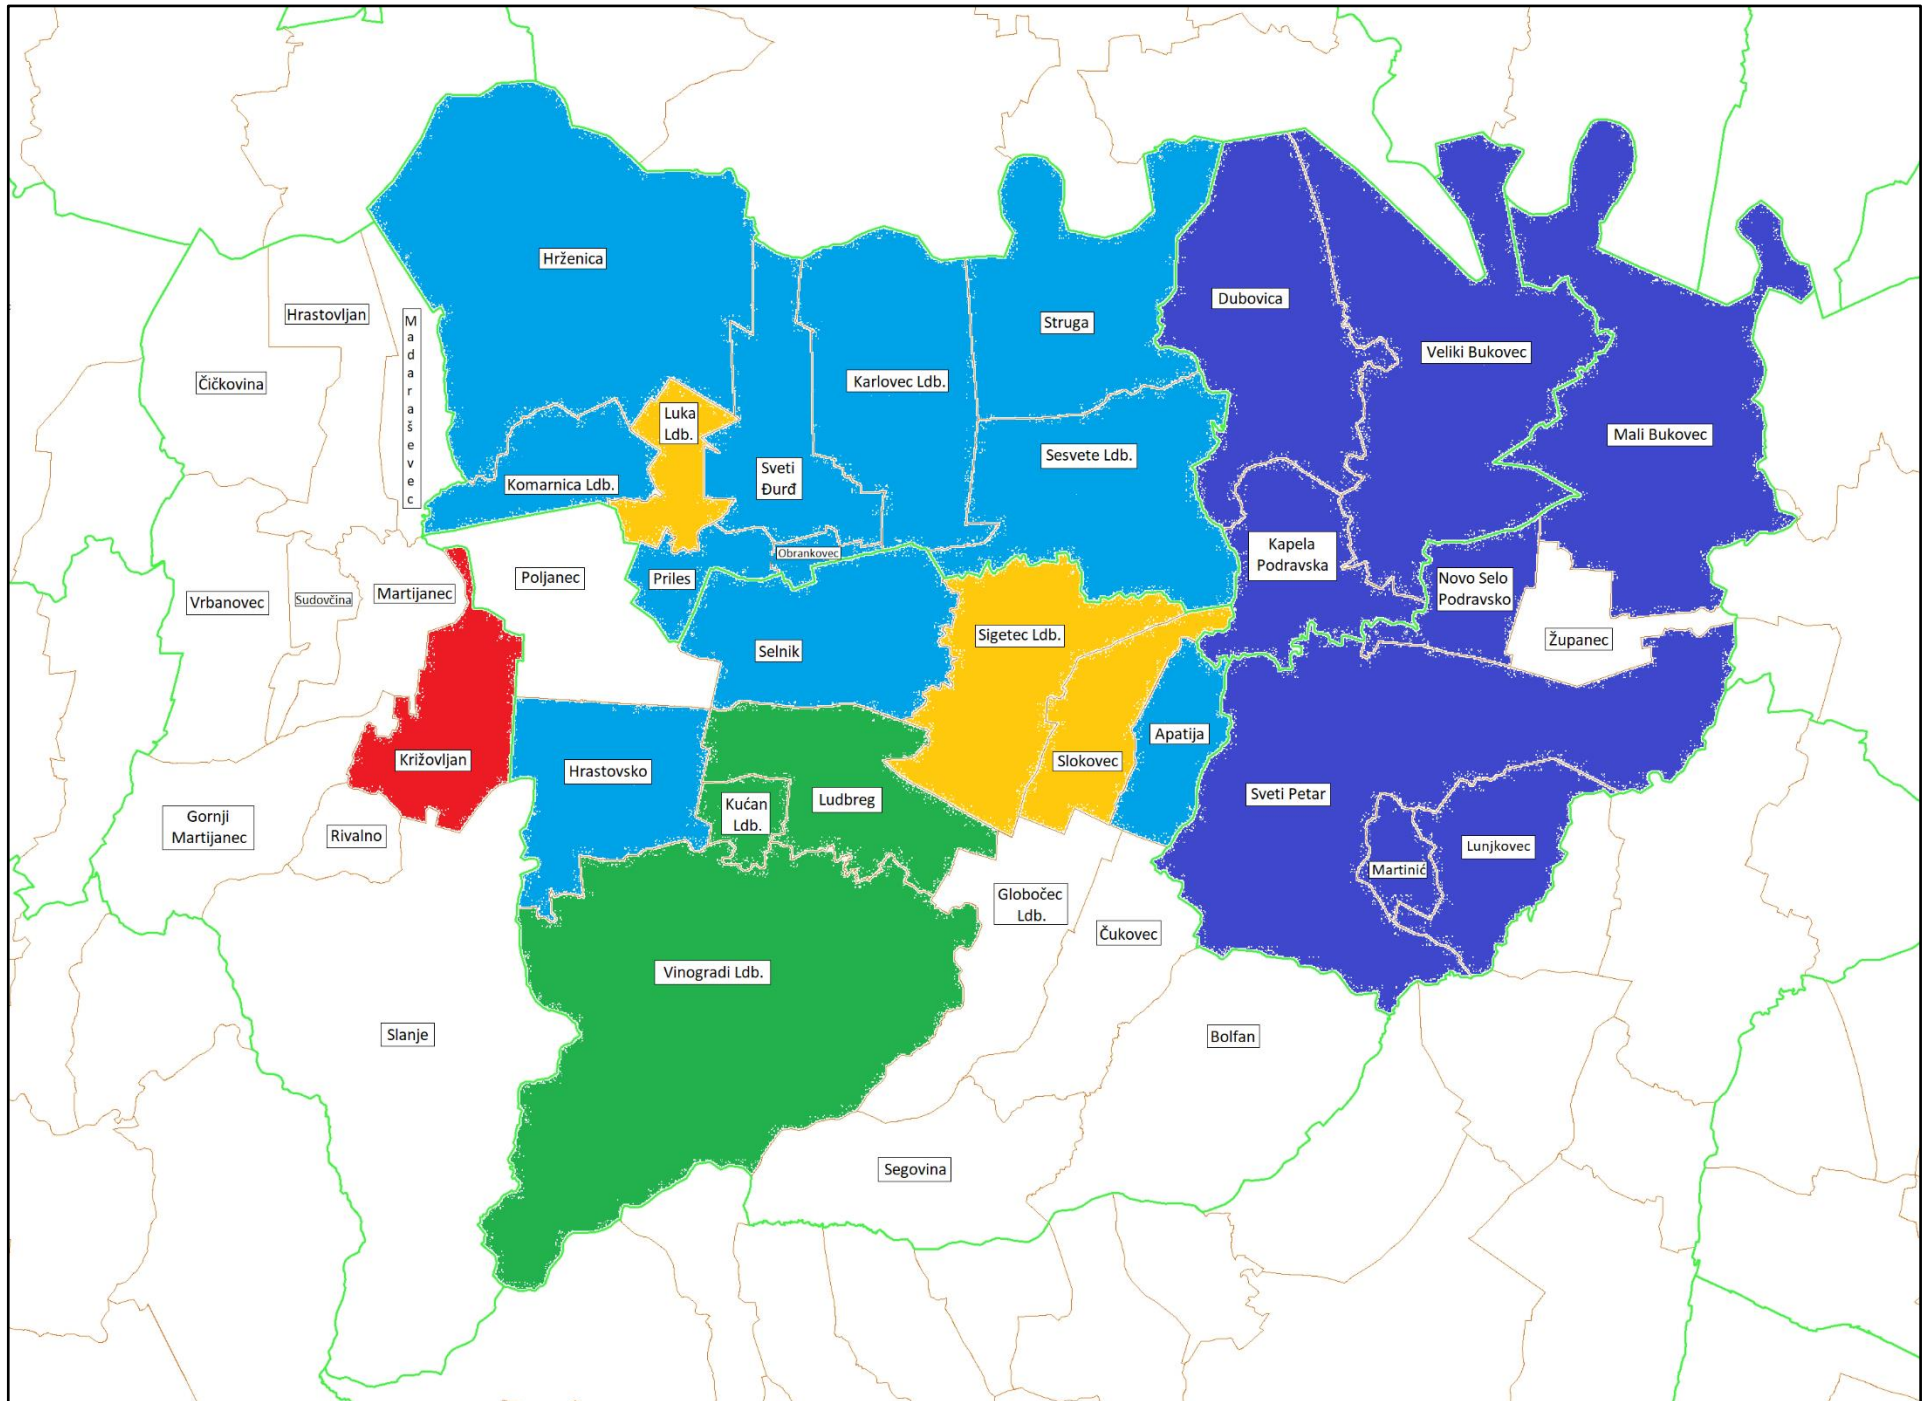 Hrženica
Dubovica
Hrastovljan
Struga
Madaraševec
Veliki Bukovec
Čičkovina
Karlovec Ldb.
Luka
Ldb.
Mali Bukovec
Sesvete Ldb.
Sveti
Đurđ
Komarnica Ldb.
Obrankovec
Kapela
Podravska
Poljanec
Priles
Novo Selo
Podravsko
Martijanec
Sudovčina
Vrbanovec
Sigetec Ldb.
Županec
Selnik
Apatija
Križovljan
Slokovec
Hrastovsko
Sveti Petar
Ludbreg
Kućan
Ldb.
Gornji
Martijanec
Rivalno
Lunjkovec
Martinić
Globočec
Ldb.
Čukovec
Vinogradi Ldb.
Slanje
Bolfan
Segovina